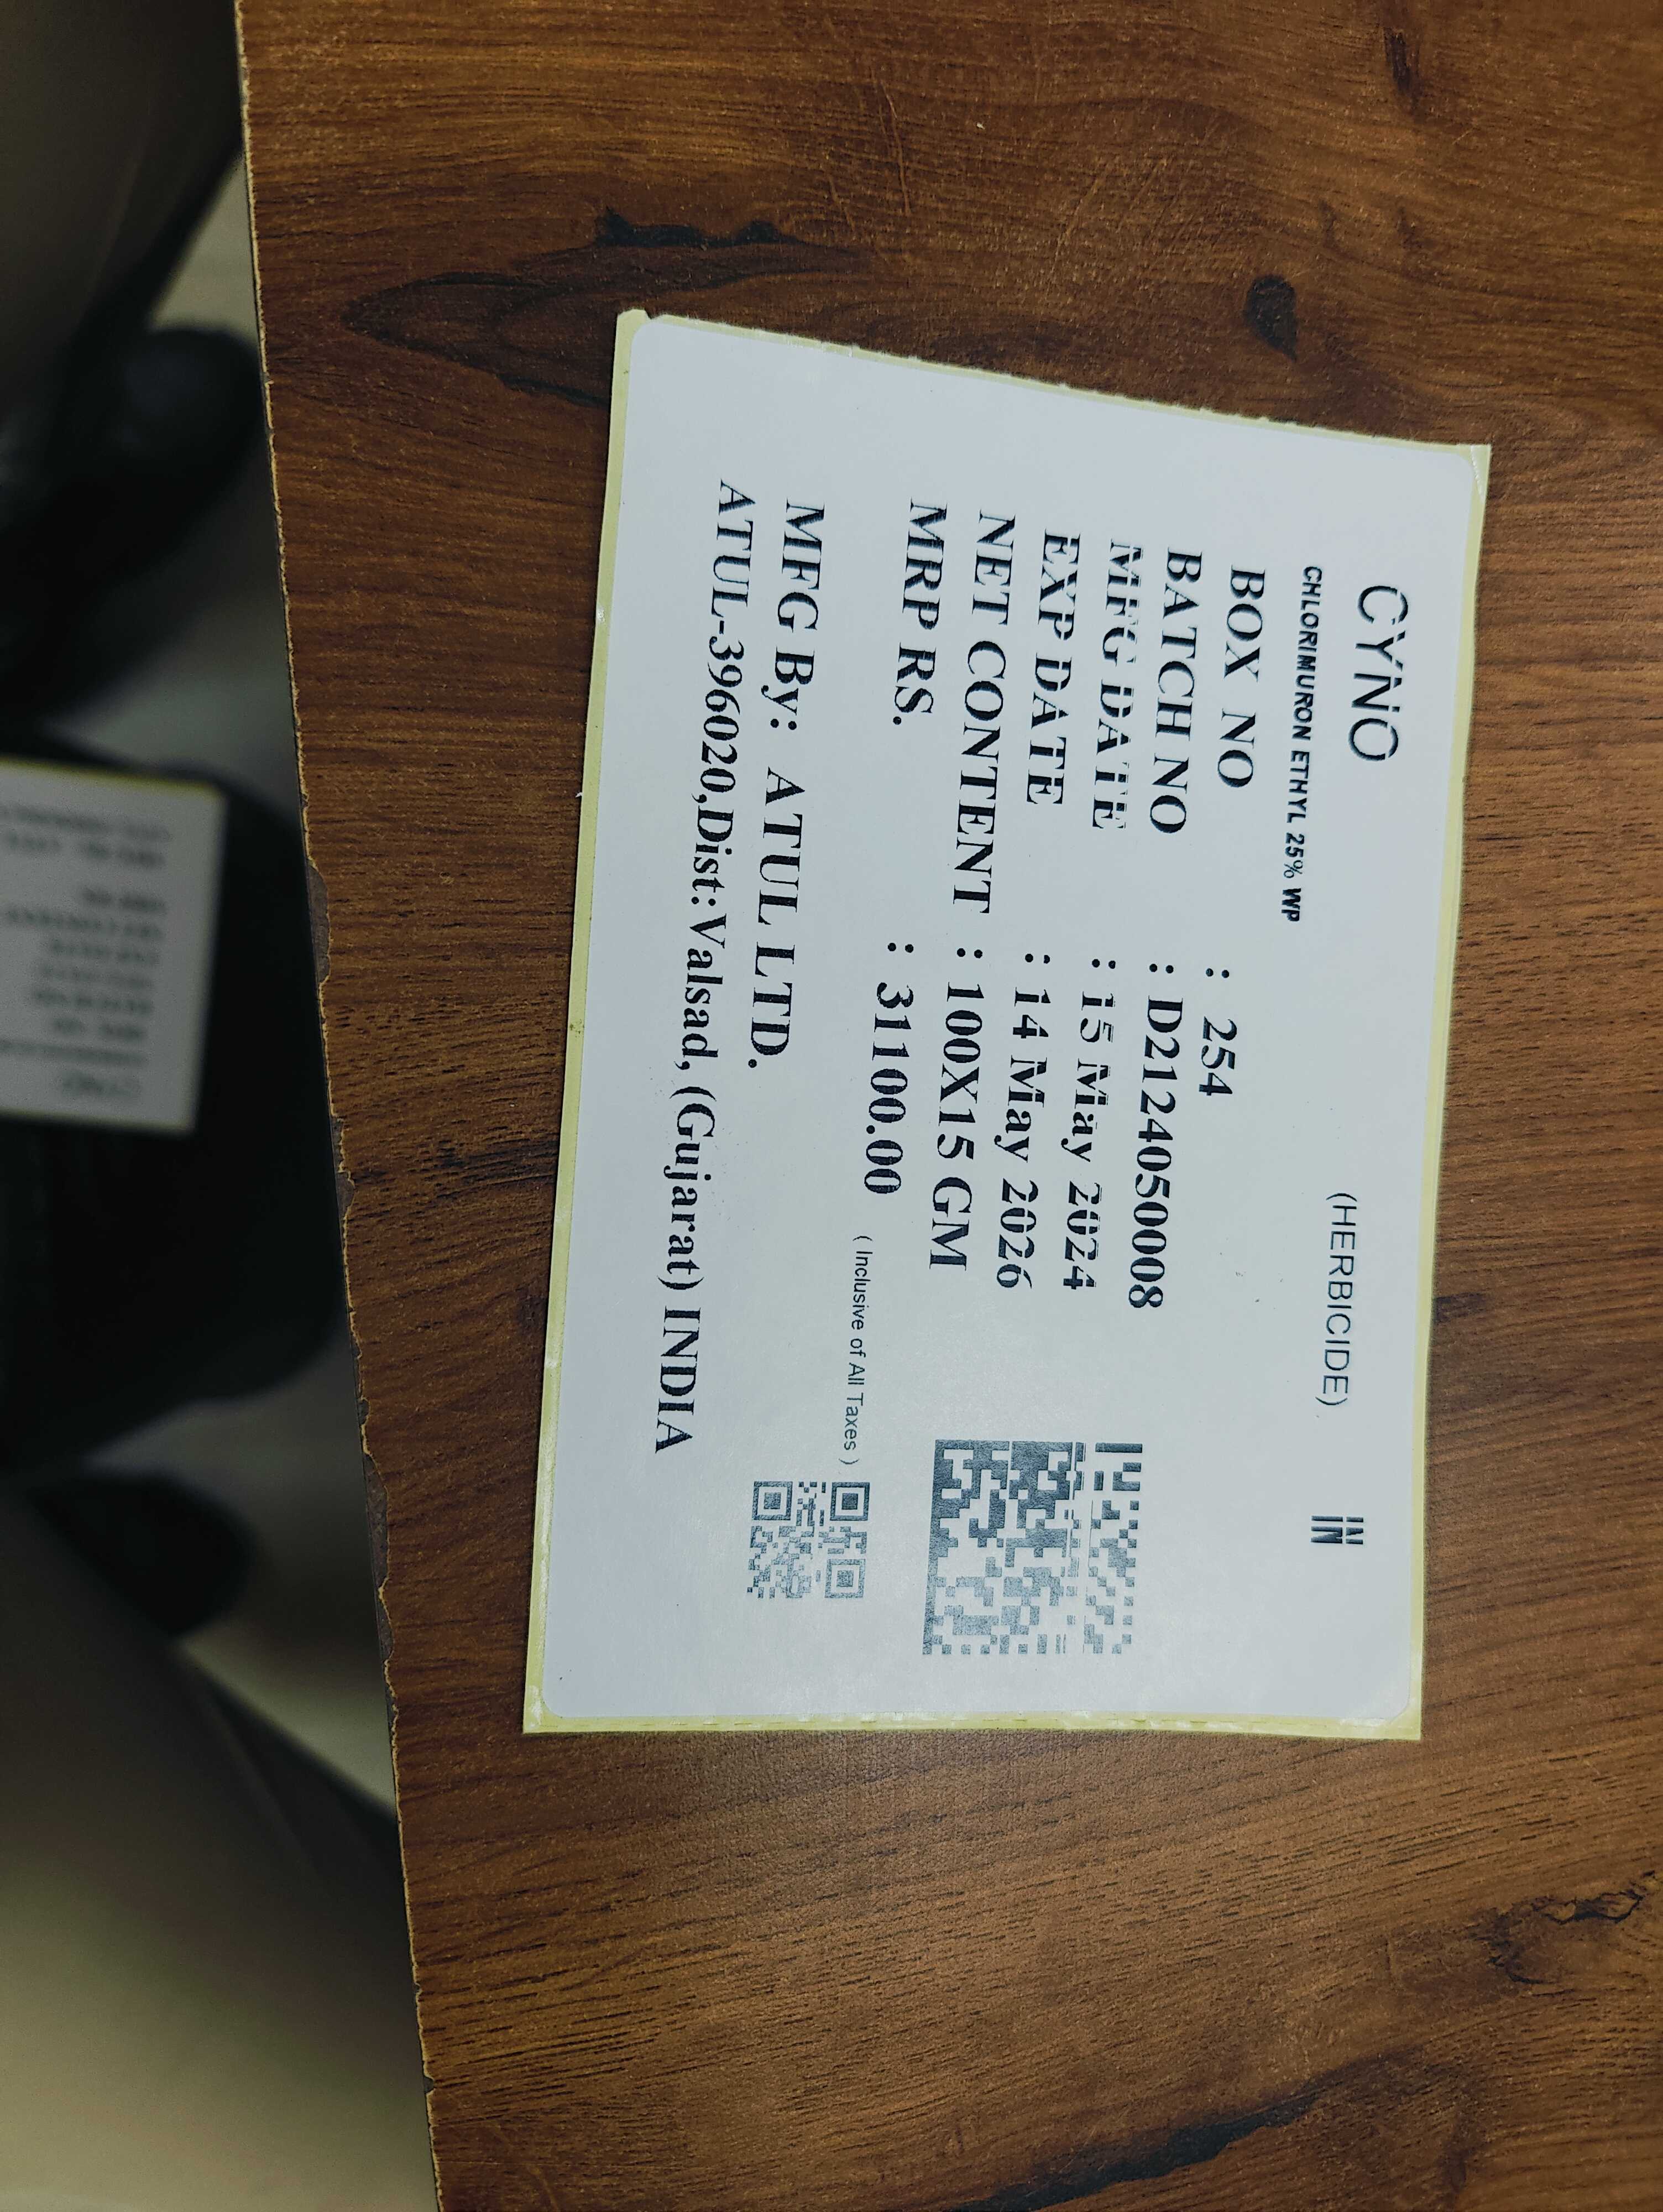 CYNO (HERBICIDE) IN
CHLORIMURON ETHYL 25% WP
BOX NO : 254
BATCH NO : D2124050008
MFG DATE : 15 May 2024
EXP DATE : 14 May 2026
NET CONTENT : 100X15 GM
MRP RS. : 31100.00 ( Inclusive of All Taxes )
MFG By: ATUL LTD.
ATUL-396020,Dist:Valsad, (Gujarat) INDIA